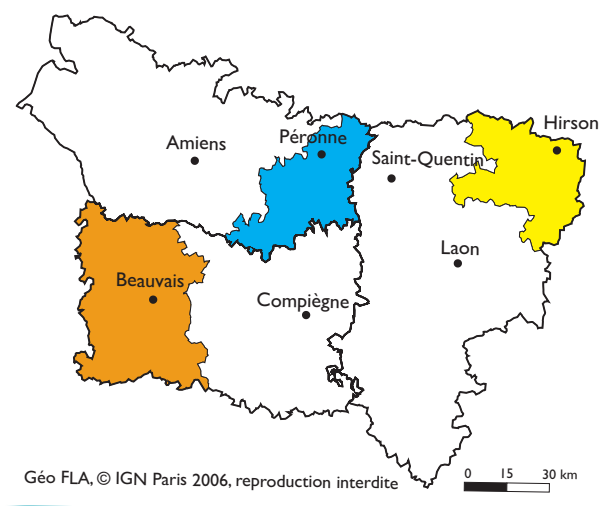 Hirson
Amiens
Péronne
Saint-Quentin
Laon
Beauvais
Compiègne
Géo FLA, © IGN Paris 2006, reproduction interdite
0 15 30 km